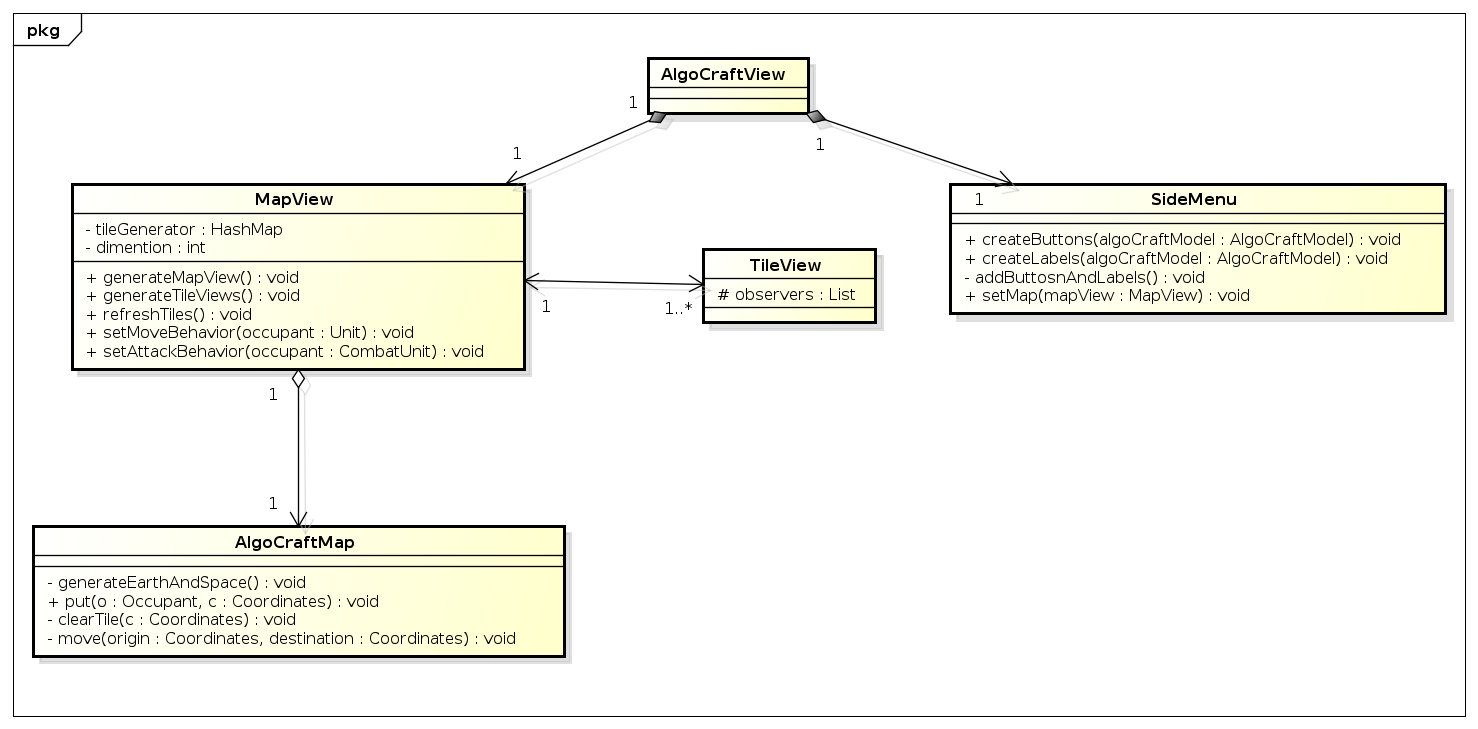 pkg
AlgoCraftView
1
1
1
1
MapView
- tileGenerator : HashMap
- dimention : int
+ generateMapView() : void
+ generateTileViews() : void
+ refreshTiles() : void
+ setMoveBehavior(occupant : Unit) : void
+ setAttackBehavior(occupant : CombatUnit) : void
SideMenu
+ createButtons(algoCraftModel : AlgoCraftModel) : void
+ createLabels(algoCraftModel : AlgoCraftModel) : void
- addButtosnAndLabels() : void
+ setMap(mapView : MapView) : void
TileView
# observers : List
1
1..*
1
1
AlgoCraftMap
- generateEarthAndSpace() : void
+ put(o : Occupant, c : Coordinates) : void
- clearTile(c : Coordinates) : void
- move(origin : Coordinates, destination : Coordinates) : void